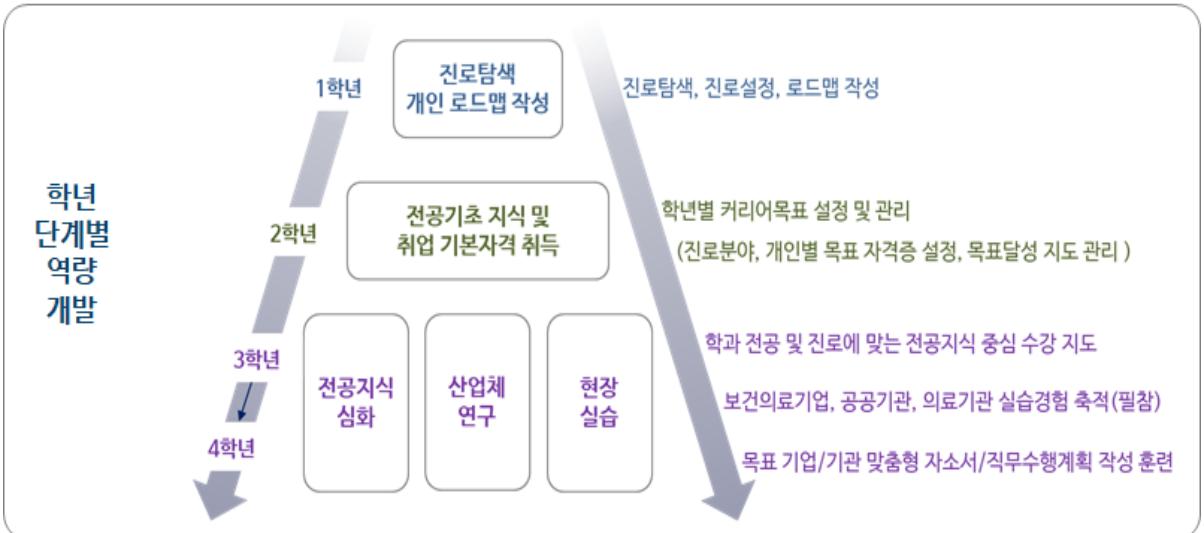 학년
단계별
역량
개발
1학년
진로탐색
개인 로드맵 작성
진로탐색, 진로설정, 로드맵 작성
2학년
전공기초 지식 및
취업 기본자격 취득
학년별 커리어목표 설정 및 관리
(진로분야, 개인별 목표 자격증 설정, 목표달성 지도 관리 )
3학년
4학년
전공지식
심화
산업체
연구
현장
실습
학과 전공 및 진로에 맞는 전공지식 중심 수강 지도
보건의료기업, 공공기관, 의료기관 실습경험 축적(필참)
목표 기업/기관 맞춤형 자소서/직무수행계획 작성 훈련